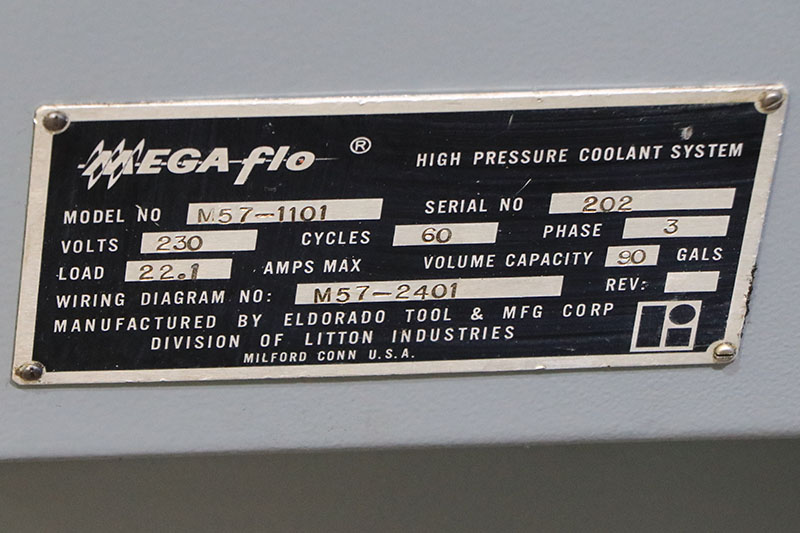 MEGA flo ® HIGH PRESSURE COOLANT SYSTEM
MODEL NO M57-1101 SERIAL NO 202
VOLTS 230 CYCLES 60 PHASE 3
LOAD 22.1 AMPS MAX VOLUME CAPACITY 90 GALS
WIRING DIAGRAM NO: M57-2401 REV:
MANUFACTURED BY ELDORADO TOOL & MFG CORP
DIVISION OF LITTON INDUSTRIES
MILFORD CONN U.S.A.